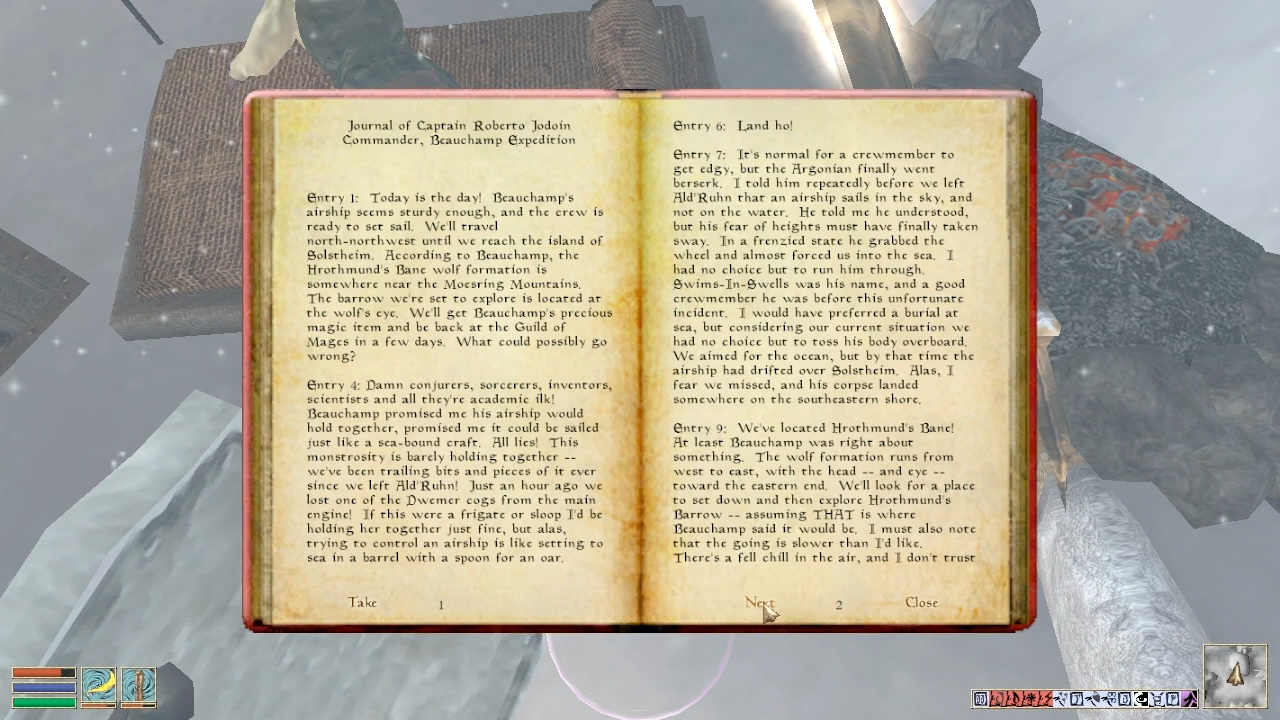 Journal of Captain Roberto Jodoin
Commander, Beauchamp Expedition
Entry 1: Today is the day! Beauchamp's
airship seems sturdy enough, and the crew is
ready to set sail. We'll travel
north-northwest until we reach the island of
Solstheim. According to Beauchamp, the
Hrothmund's Bane wolf formation is
somewhere near the Moesring Mountains.
The barrow we're set to explore is located at
the wolf's eye. We'll get Beauchamp's precious
magic item and be back at the Guild of
Mages in a few days. What could possibly go
wrong?
Entry 4: Damn conjurers, sorcerers, inventors,
scientists and all they're academic ilk!
Beauchamp promised me his airship would
hold together, promised me it could be sailed
just like a sea-bound craft. All lies! This
monstrosity is barely holding together --
we've been trailing bits and pieces of it ever
since we left Ald'Ruhn! Just an hour ago we
lost one of the Dwemer cogs from the main
engine! If this were a frigate or sloop I'd be
holding her together just fine, but alas,
trying to control an airship is like setting to
sea in a barrel with a spoon for an oar.
Take
1
Entry 6: Land ho!
Entry 7: It's normal for a crewmember to
get edgy, but the Argonian finally went
berserk. I told him repeatedly before we left
Ald'Ruhn that an airship sails in the sky, and
not on the water. He told me he understood,
but his fear of heights must have finally taken
sway. In a frenzied state he grabbed the
wheel and almost forced us into the sea. I
had no choice but to run him through.
Swims-In-Swells was his name, and a good
crewmember he was before this unfortunate
incident. I would have preferred a burial at
sea, but considering our current situation we
had no choice but to toss his body overboard.
We aimed for the ocean, but by that time the
airship had drifted over Solstheim. Alas, I
fear we missed, and his corpse landed
somewhere on the southeastern shore.
Entry 9: We've located Hrothmund's Bane!
At least Beauchamp was right about
something. The wolf formation runs from
west to east, with the head -- and eye --
toward the eastern end. We'll look for a place
to set down and then explore Hrothmund's
Barrow -- assuming THAT is where
Beauchamp said it would be. I must also note
that the going is slower than I'd like.
There's a fell chill in the air, and I don't trust
Next
2
Close